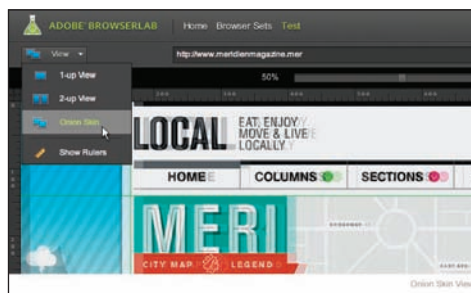 ADOBE® BROWSERLAB Home Browser Sets Test
View http://www.meridienmagazine.mer
50%
1-up View
2-up View
Onion Skin
Show Rulers
LOCAL EAT, ENJOY
MOVE & LIVE
LOCALLY
HOME COLUMNS SECTIONS
MERI
CITY MAP LEGEND
Onion Skin View